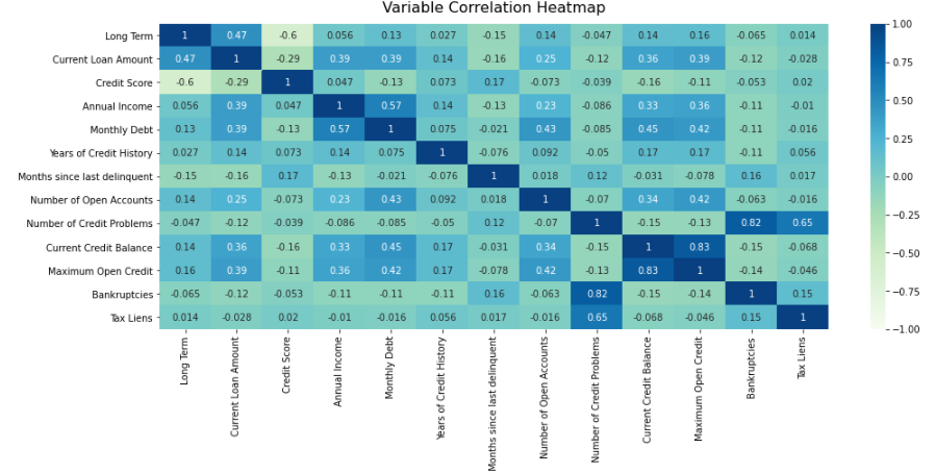 Variable Correlation Heatmap
Long Term 1 0.47 -0.6 0.056 0.13 0.027 -0.15 0.14 -0.047 0.14 0.16 -0.065 0.014
Current Loan Amount 0.47 1 -0.29 0.39 0.39 0.14 -0.16 0.25 -0.12 0.36 0.39 -0.12 -0.028
Credit Score -0.6 -0.29 1 0.047 -0.13 0.073 0.17 -0.073 -0.039 -0.16 -0.11 -0.053 0.02
Annual Income 0.056 0.39 0.047 1 0.57 0.14 -0.13 0.23 -0.086 0.33 0.36 -0.11 -0.01
Monthly Debt 0.13 0.39 -0.13 0.57 1 0.075 -0.021 0.43 -0.085 0.45 0.42 -0.11 -0.016
Years of Credit History 0.027 0.14 0.073 0.14 0.075 1 -0.076 0.092 -0.05 0.17 0.17 -0.11 0.056
Months since last delinquent -0.15 -0.16 0.17 -0.13 -0.021 -0.076 1 0.018 0.12 -0.031 -0.078 0.16 0.017
Number of Open Accounts 0.14 0.25 -0.073 0.23 0.43 0.092 0.018 1 -0.07 0.34 0.42 -0.063 -0.016
Number of Credit Problems -0.047 -0.12 -0.039 -0.086 -0.085 -0.05 0.12 -0.07 1 -0.15 -0.13 0.82 0.65
Current Credit Balance 0.14 0.36 -0.16 0.33 0.45 0.17 -0.031 0.34 -0.15 1 0.83 -0.15 -0.068
Maximum Open Credit 0.16 0.39 -0.11 0.36 0.42 0.17 -0.078 0.42 -0.13 0.83 1 -0.14 -0.046
Bankruptcies -0.065 -0.12 -0.053 -0.11 -0.11 -0.11 0.16 -0.063 0.82 -0.15 -0.14 1 0.15
Tax Liens 0.014 -0.028 0.02 -0.01 -0.016 0.056 0.017 -0.016 0.65 -0.068 -0.046 0.15 1
Long Term
Current Loan Amount
Credit Score
Annual Income
Monthly Debt
Years of Credit History
Months since last delinquent
Number of Open Accounts
Number of Credit Problems
Current Credit Balance
Maximum Open Credit
Bankruptcies
Tax Liens
1.00
0.75
0.50
0.25
0.00
−0.25
−0.50
−0.75
−1.00